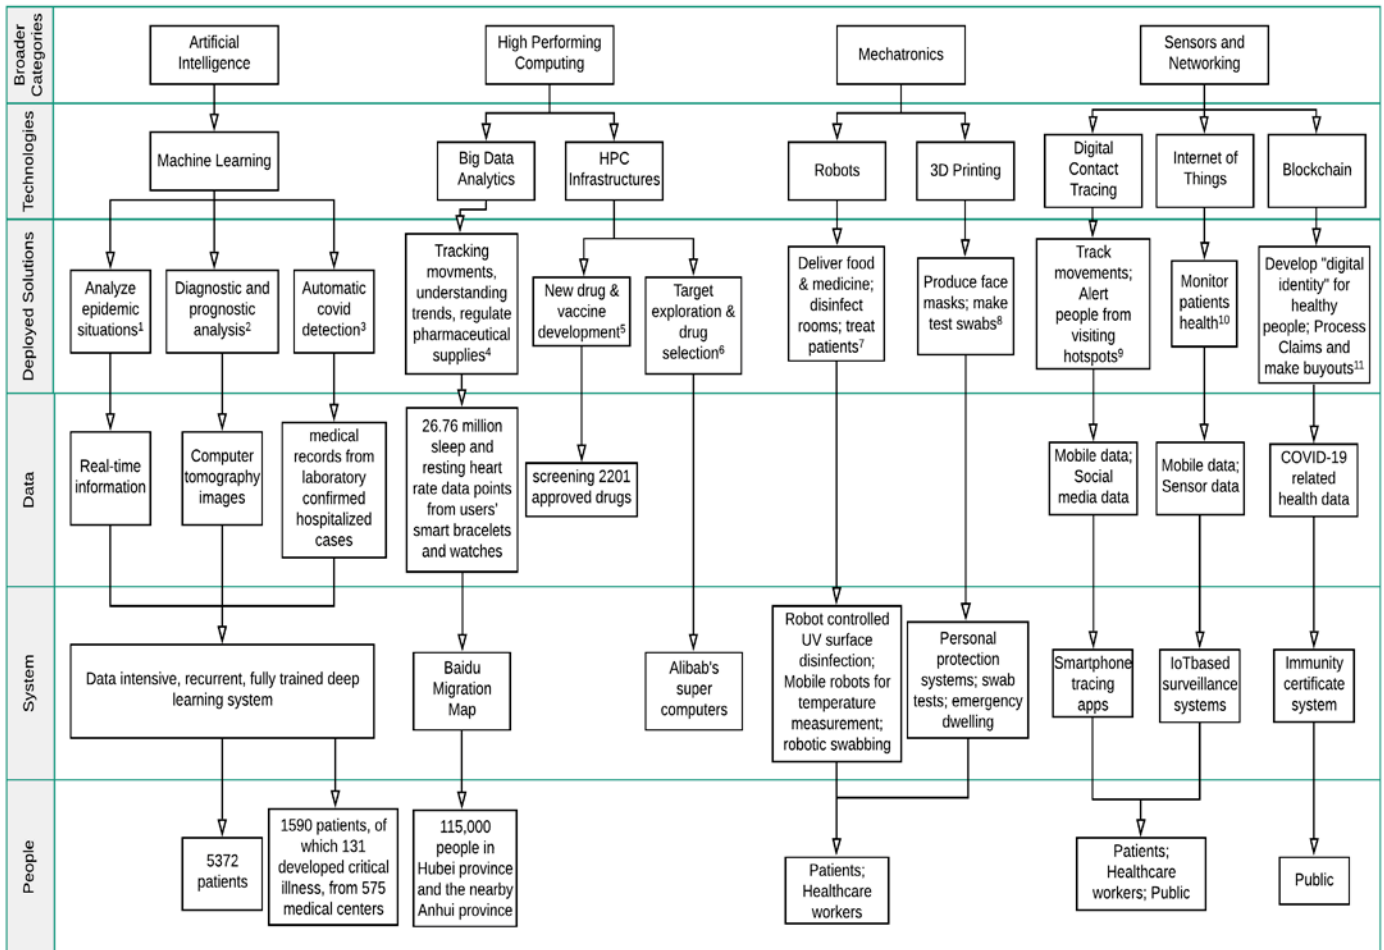 Broader
Categories
Artificial
Intelligence
High Performing
Computing
Mechatronics
Sensors and
Networking
Technologies
Machine Learning
Big Data
Analytics
HPC
Infrastructures
Robots
3D Printing
Digital
Contact
Tracing
Internet of
Things
Blockchain
Deployed Solutions
Analyze
epidemic
situations¹
Diagnostic and
prognostic
analysis²
Automatic
covid
detection³
Tracking
movments,
understanding
trends, regulate
pharmaceutical
supplies⁴
New drug &
vaccine
development⁵
Target
exploration &
drug
selection⁶
Deliver food
& medicine;
disinfect
rooms; treat
patients⁷
Produce face
masks; make
test swabs⁸
Track
movements;
Alert
people from
visiting
hotspots⁹
Monitor
patients
health¹⁰
Develop "digital
identity" for
healthy
people; Process
Claims and
make buyouts¹¹
Data
Real-time
information
Computer
tomography
images
medical
records from
laboratory
confirmed
hospitalized
cases
26.76 million
sleep and
resting heart
rate data points
from users'
smart bracelets
and watches
screening 2201
approved drugs
Mobile data;
Social
media data
Mobile data;
Sensor data
COVID-19
related
health data
System
Data intensive, recurrent, fully trained deep
learning system
Baidu
Migration
Map
Alibab's
super
computers
Robot controlled
UV surface
disinfection;
Mobile robots for
temperature
measurement;
robotic swabbing
Personal
protection
systems; swab
tests; emergency
dwelling
Smartphone
tracing
apps
IoTbased
surveillance
systems
Immunity
certificate
system
People
5372
patients
1590 patients, of
which 131
developed critical
illness, from 575
medical centers
115,000
people in
Hubei province
and the nearby
Anhui province
Patients;
Healthcare
workers
Patients;
Healthcare
workers; Public
Public